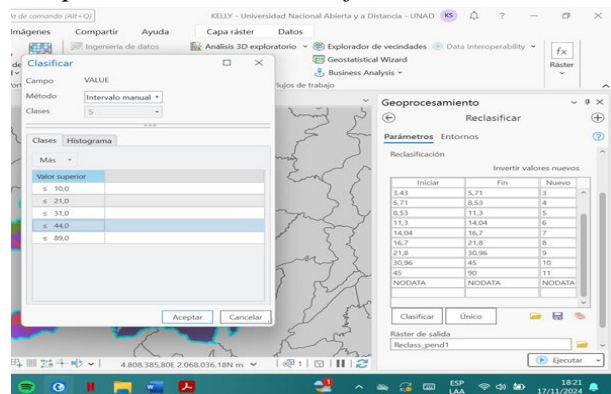 de comando (Alt+Q)
KELLY - Universidad Nacional Abierta y a Distancia - UNAD
KS
?
Imágenes Compartir Ayuda Capa ráster Datos
Ingeniería de datos
Análisis 3D exploratorio
Explorador de vecindades
Data Interoperability
Geostatistical Wizard
Business Analysis
fx
Ráster
flujos de trabajo
Clasificar
Campo VALUE
Método Intervalo manual
Clases 5
Clases Histograma
Más
Valor superior
≤ 10,0
≤ 21,0
≤ 31,0
≤ 44,0
≤ 89,0
Aceptar Cancelar
Geoprocesamiento
Reclasificar
Parámetros Entornos
Reclasificación
Invertir valores nuevos
Iniciar Fin Nuevo
3,43 5,71 3
5,71 8,53 4
8,53 11,3 5
11,3 14,04 6
14,04 16,7 7
16,7 21,8 8
21,8 30,96 9
30,96 45 10
45 90 11
NODATA NODATA NODATA
Clasificar Único
Ráster de salida
Reclass_pend1
Ejecutar
4.808.385,80E 2.068.036,18N m
1
ESP
LAA
18:21
17/11/2024